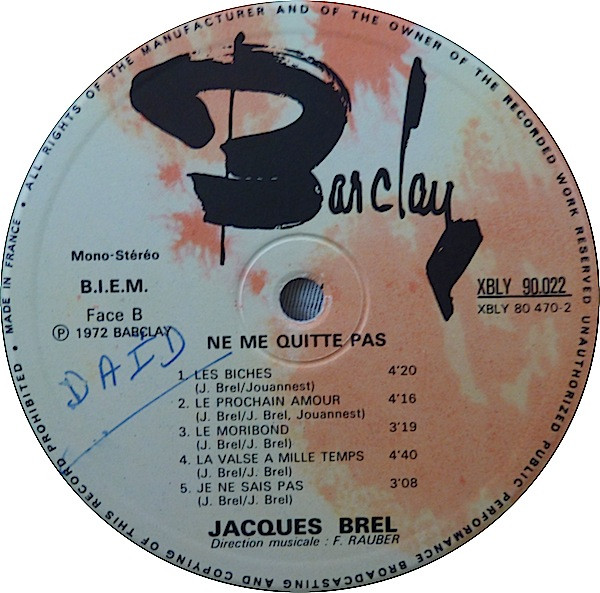 MADE IN FRANCE • ALL RIGHTS OF THE MANUFACTURER AND OF THE OWNER OF THE RECORDED WORK RESERVED UNAUTHORIZED PUBLIC PERFORMANCE BROADCASTING AND COPYING OF THIS RECORD PROHIBITED •
Barclay
Mono-Stéréo
B.I.E.M.
Face B
Ⓟ 1972 BARCLAY
XBLY 90.022
XBLY 80 470-2
DAID
NE ME QUITTE PAS
1. LES BICHES 4'20
(J. Brel/Jouannest)
2. LE PROCHAIN AMOUR 4'16
(J. Brel/J. Brel, Jouannest)
3. LE MORIBOND 3'19
(J. Brel/J. Brel)
4. LA VALSE A MILLE TEMPS 4'40
(J. Brel/J. Brel)
5. JE NE SAIS PAS 3'08
(J. Brel/J. Brel)
JACQUES BREL
Direction musicale : F. RAUBER